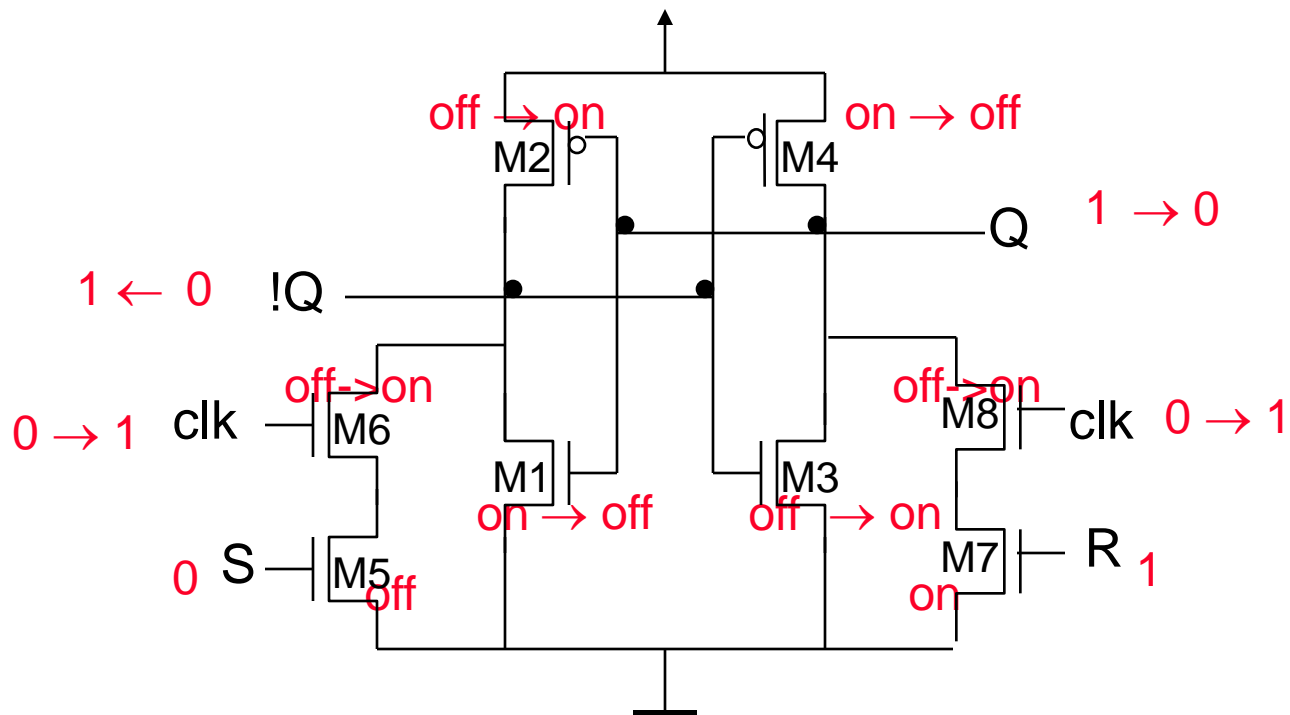 off → on
on → off
M2
M4
1 → 0
Q
1 ← 0
!Q
off->on
off->on
0 → 1
clk
M6
M8
clk
0 → 1
M1
M3
on → off
off → on
0
S
M5
off
M7
on
R
1